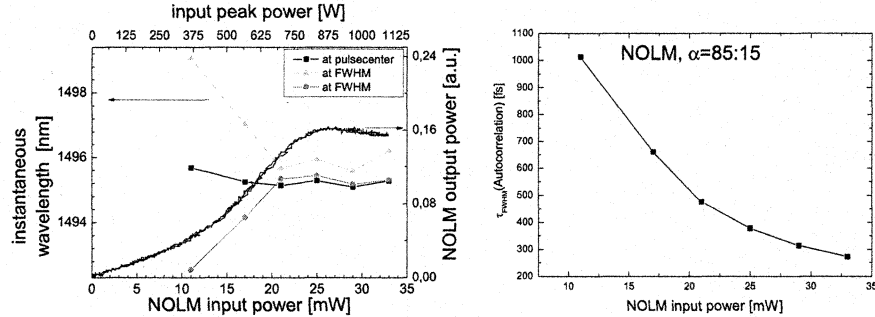 input peak power [W]
0 125 250 375 500 625 750 875 1000 1125
at pulsecenter
at FWHM
at FWHM
0,24
0,16
0,08
0,00
NOLM output power [a.u.]
1498
1496
1494
instantaneous
wavelength [nm]
0 5 10 15 20 25 30 35
NOLM input power [mW]
NOLM, α=85:15
1100
1000
900
800
700
600
500
400
300
200
τFWHM(Autocorrelation) [fs]
10 15 20 25 30
NOLM input power [mW]